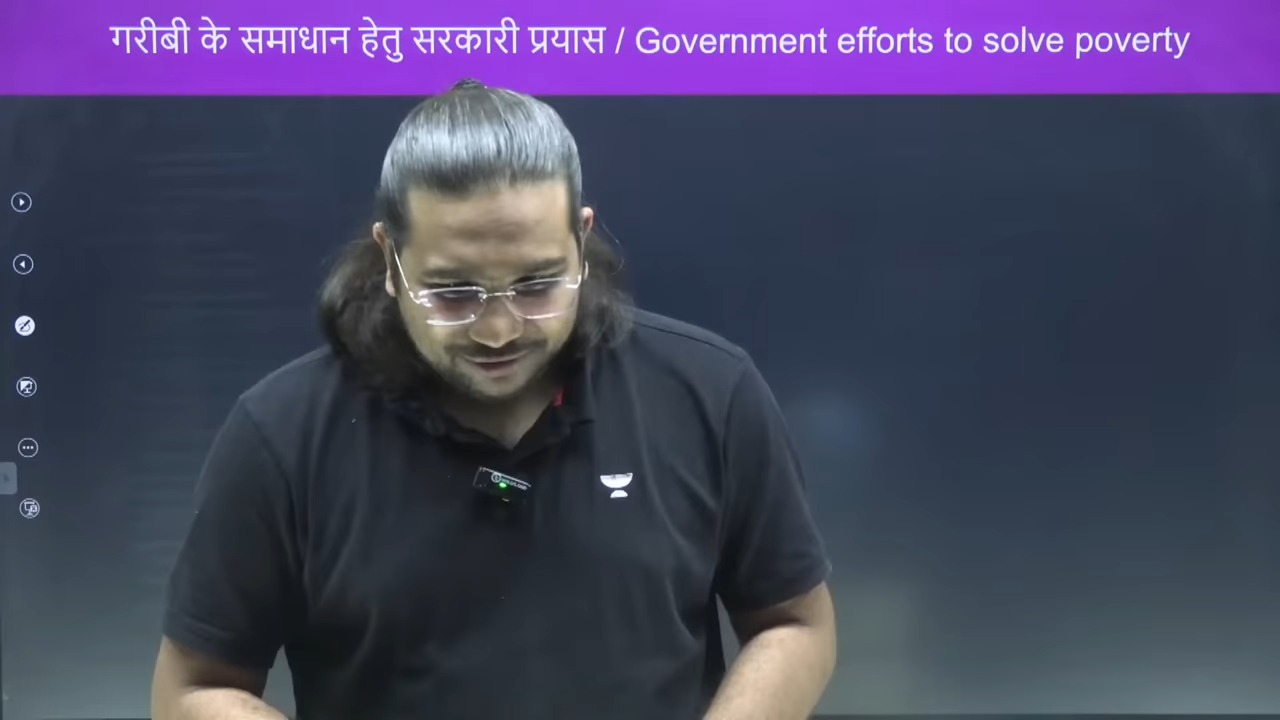 गरीबी के समाधान हेतु सरकारी प्रयास / Government efforts to solve poverty